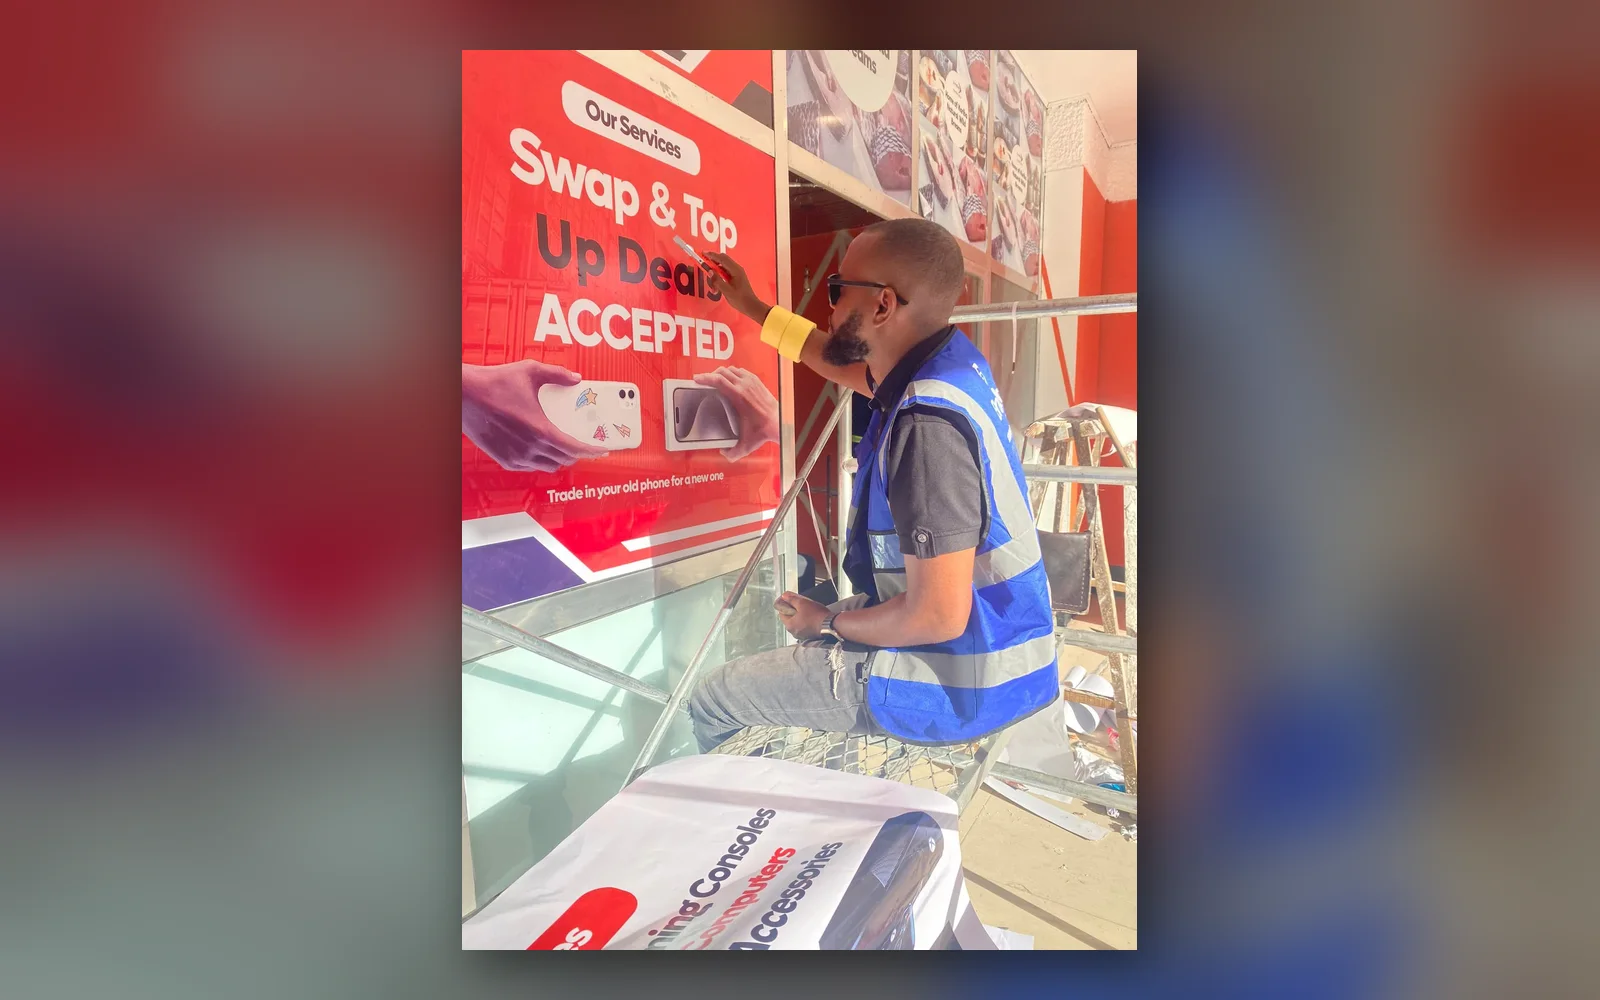 Our Services
Swap & Top
Up Deals
ACCEPTED
Trade in your old phone for a new one
Consoles
Computers
Accessories